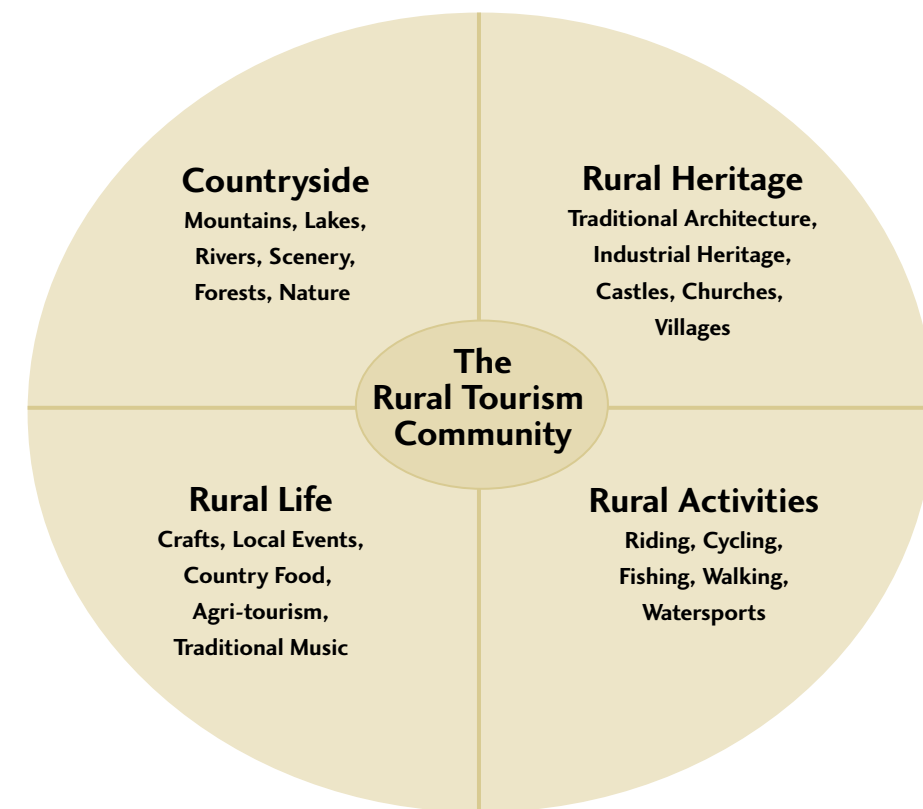 Countryside
Mountains, Lakes,
Rivers, Scenery,
Forests, Nature
Rural Heritage
Traditional Architecture,
Industrial Heritage,
Castles, Churches,
Villages
The
Rural Tourism
Community
Rural Life
Crafts, Local Events,
Country Food,
Agri-tourism,
Traditional Music
Rural Activities
Riding, Cycling,
Fishing, Walking,
Watersports